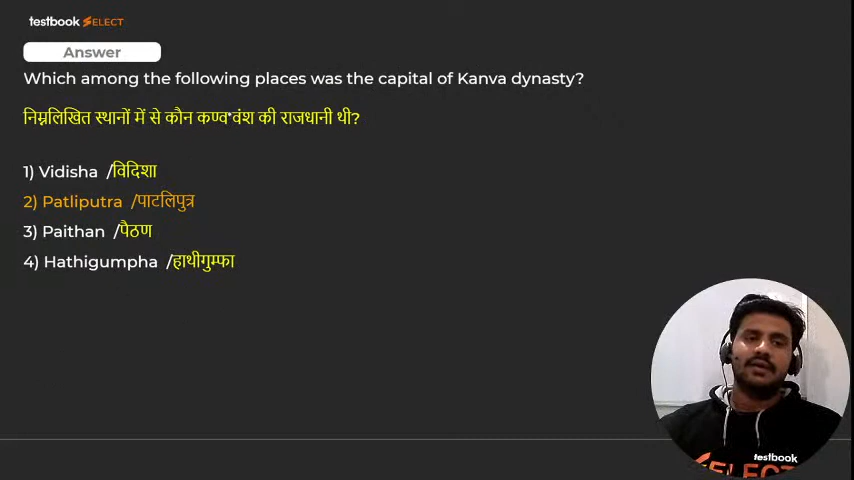 testbook SELECT
Answer
Which among the following places was the capital of Kanva dynasty?
निम्नलिखित स्थानों में से कौन कण्व वंश की राजधानी थी?
1) Vidisha /विदिशा
2) Patliputra /पाटलिपुत्र
3) Paithan /पैठण
4) Hathigumpha /हाथीगुम्फा
testbook
SELECT